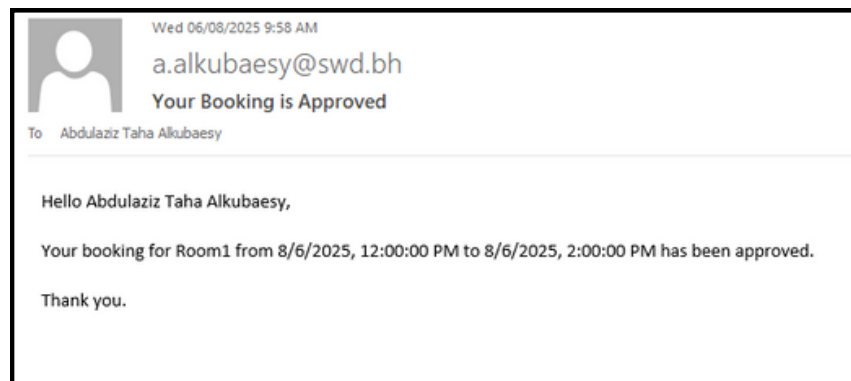 Wed 06/08/2025 9:58 AM
a.alkubaesy@swd.bh
Your Booking is Approved
To Abdulaziz Taha Alkubaesy
Hello Abdulaziz Taha Alkubaesy,
Your booking for Room1 from 8/6/2025, 12:00:00 PM to 8/6/2025, 2:00:00 PM has been approved.
Thank you.